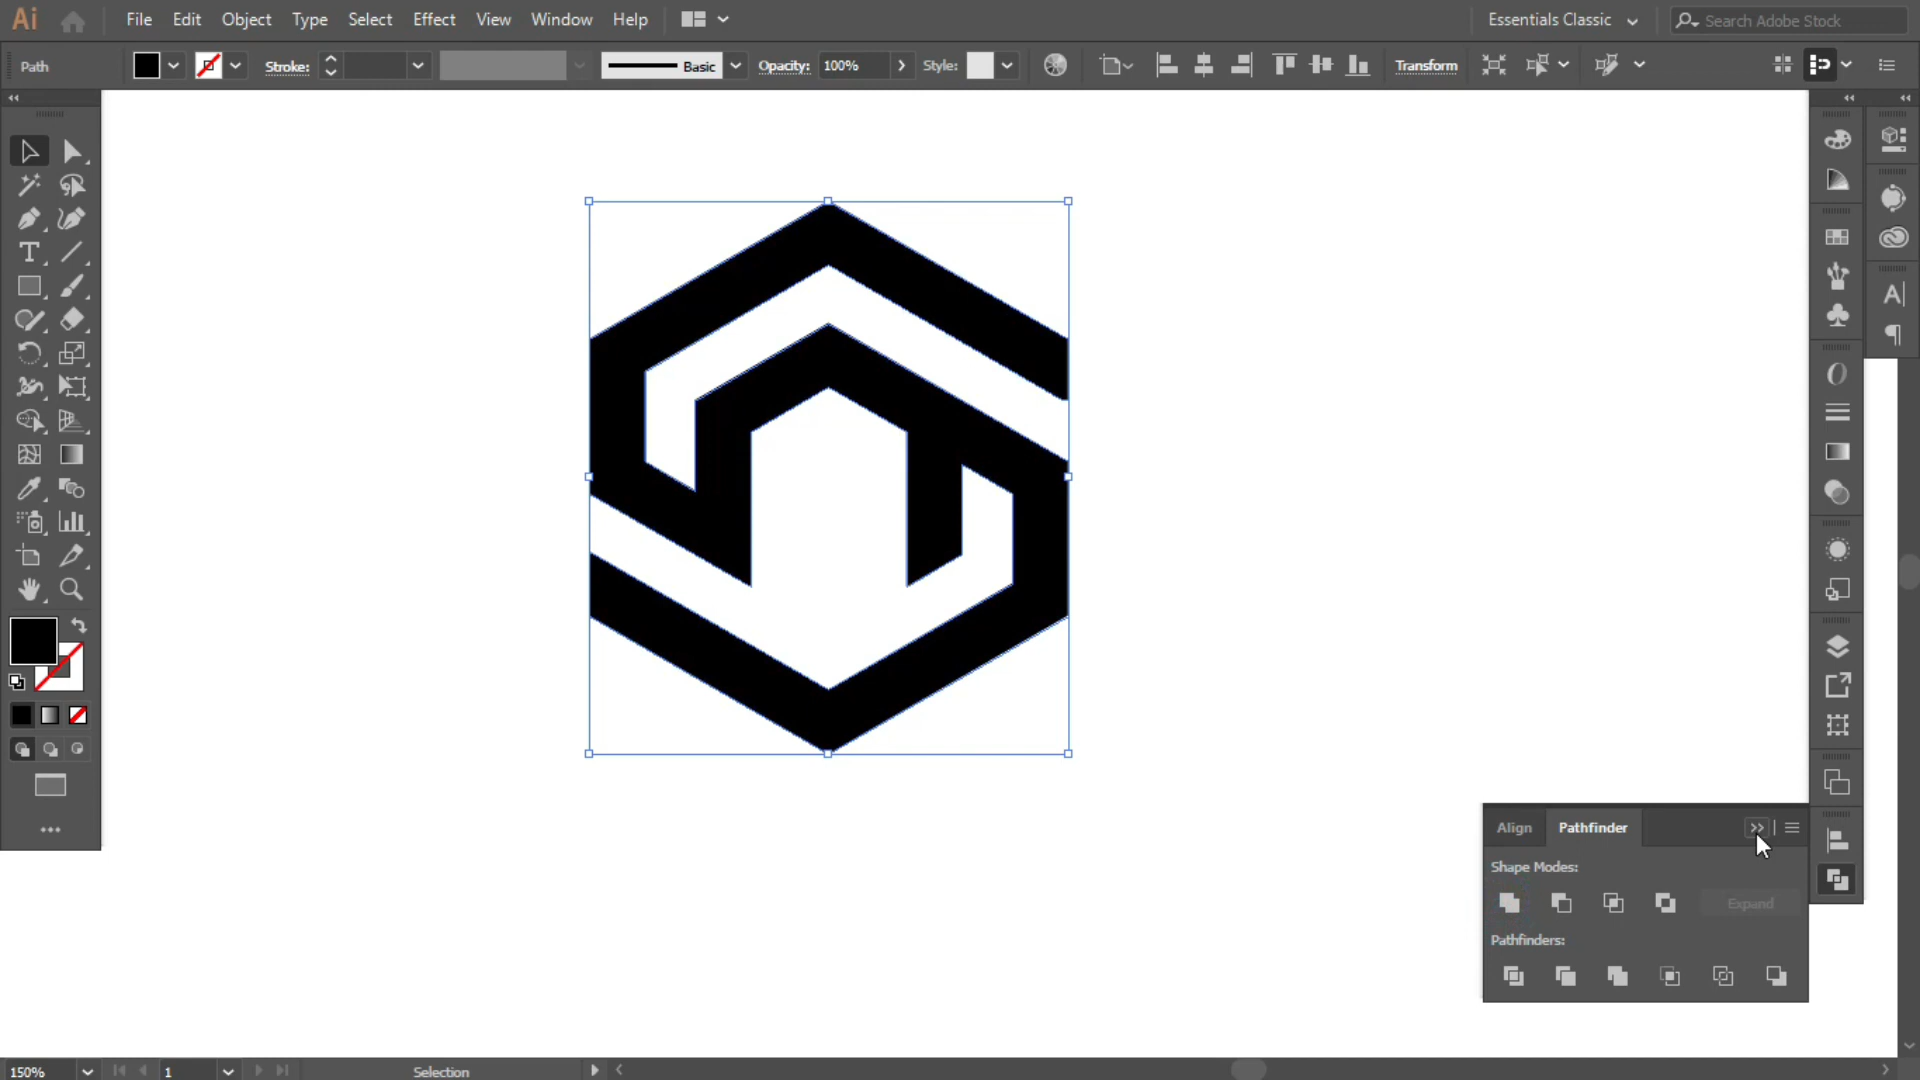 Ai File Edit Object Type Select Effect View Window Help Essentials Classic Search Adobe Stock
Path Stroke: Basic Opacity: 100% Style: Transform
Align Pathfinder
Shape Modes:
Expand
Pathfinders:
150% 1 Selection